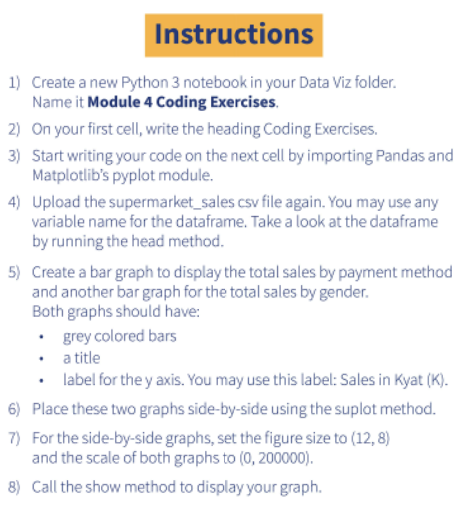 Instructions
1) Create a new Python 3 notebook in your Data Viz folder.
Name it Module 4 Coding Exercises.
2) On your first cell, write the heading Coding Exercises.
3) Start writing your code on the next cell by importing Pandas and
Matplotlib's pyplot module.
4) Upload the supermarket_sales csv file again. You may use any
variable name for the dataframe. Take a look at the dataframe
by running the head method.
5) Create a bar graph to display the total sales by payment method
and another bar graph for the total sales by gender.
Both graphs should have:
• grey colored bars
• a title
• label for the y axis. You may use this label: Sales in Kyat (K).
6) Place these two graphs side-by-side using the suplot method.
7) For the side-by-side graphs, set the figure size to (12, 8)
and the scale of both graphs to (0, 200000).
8) Call the show method to display your graph.